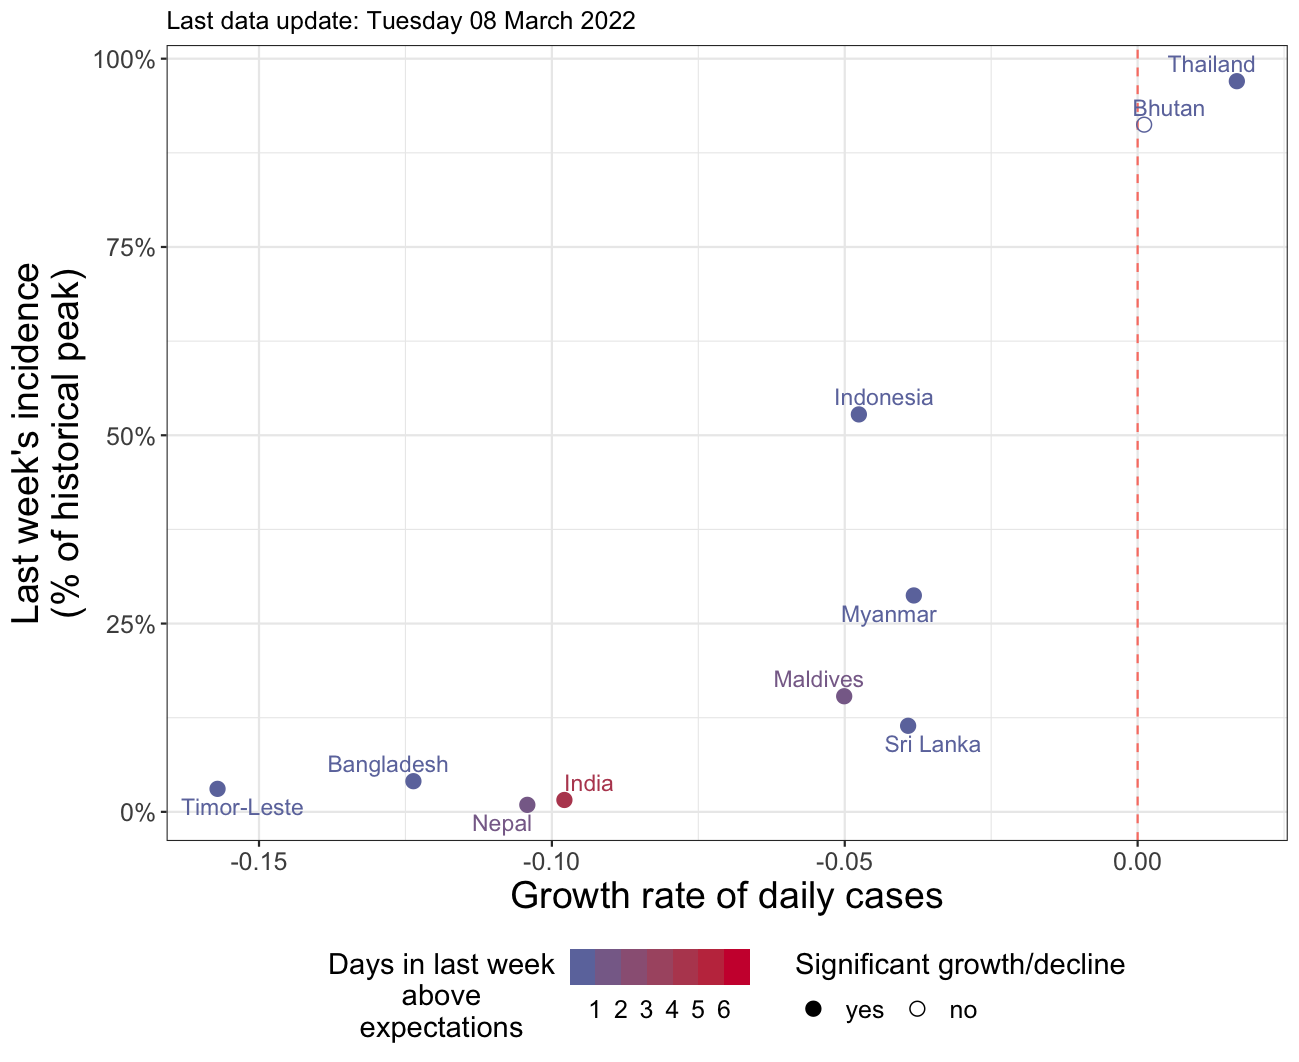 Last data update: Tuesday 08 March 2022
Last week's incidence
(% of historical peak)
100%
75%
50%
25%
0%
Thailand
Bhutan
Indonesia
Myanmar
Maldives
Sri Lanka
Bangladesh
India
Timor-Leste
Nepal
-0.15 -0.10 -0.05 0.00
Growth rate of daily cases
Days in last week
above
expectations
1 2 3 4 5 6
Significant growth/decline
yes no